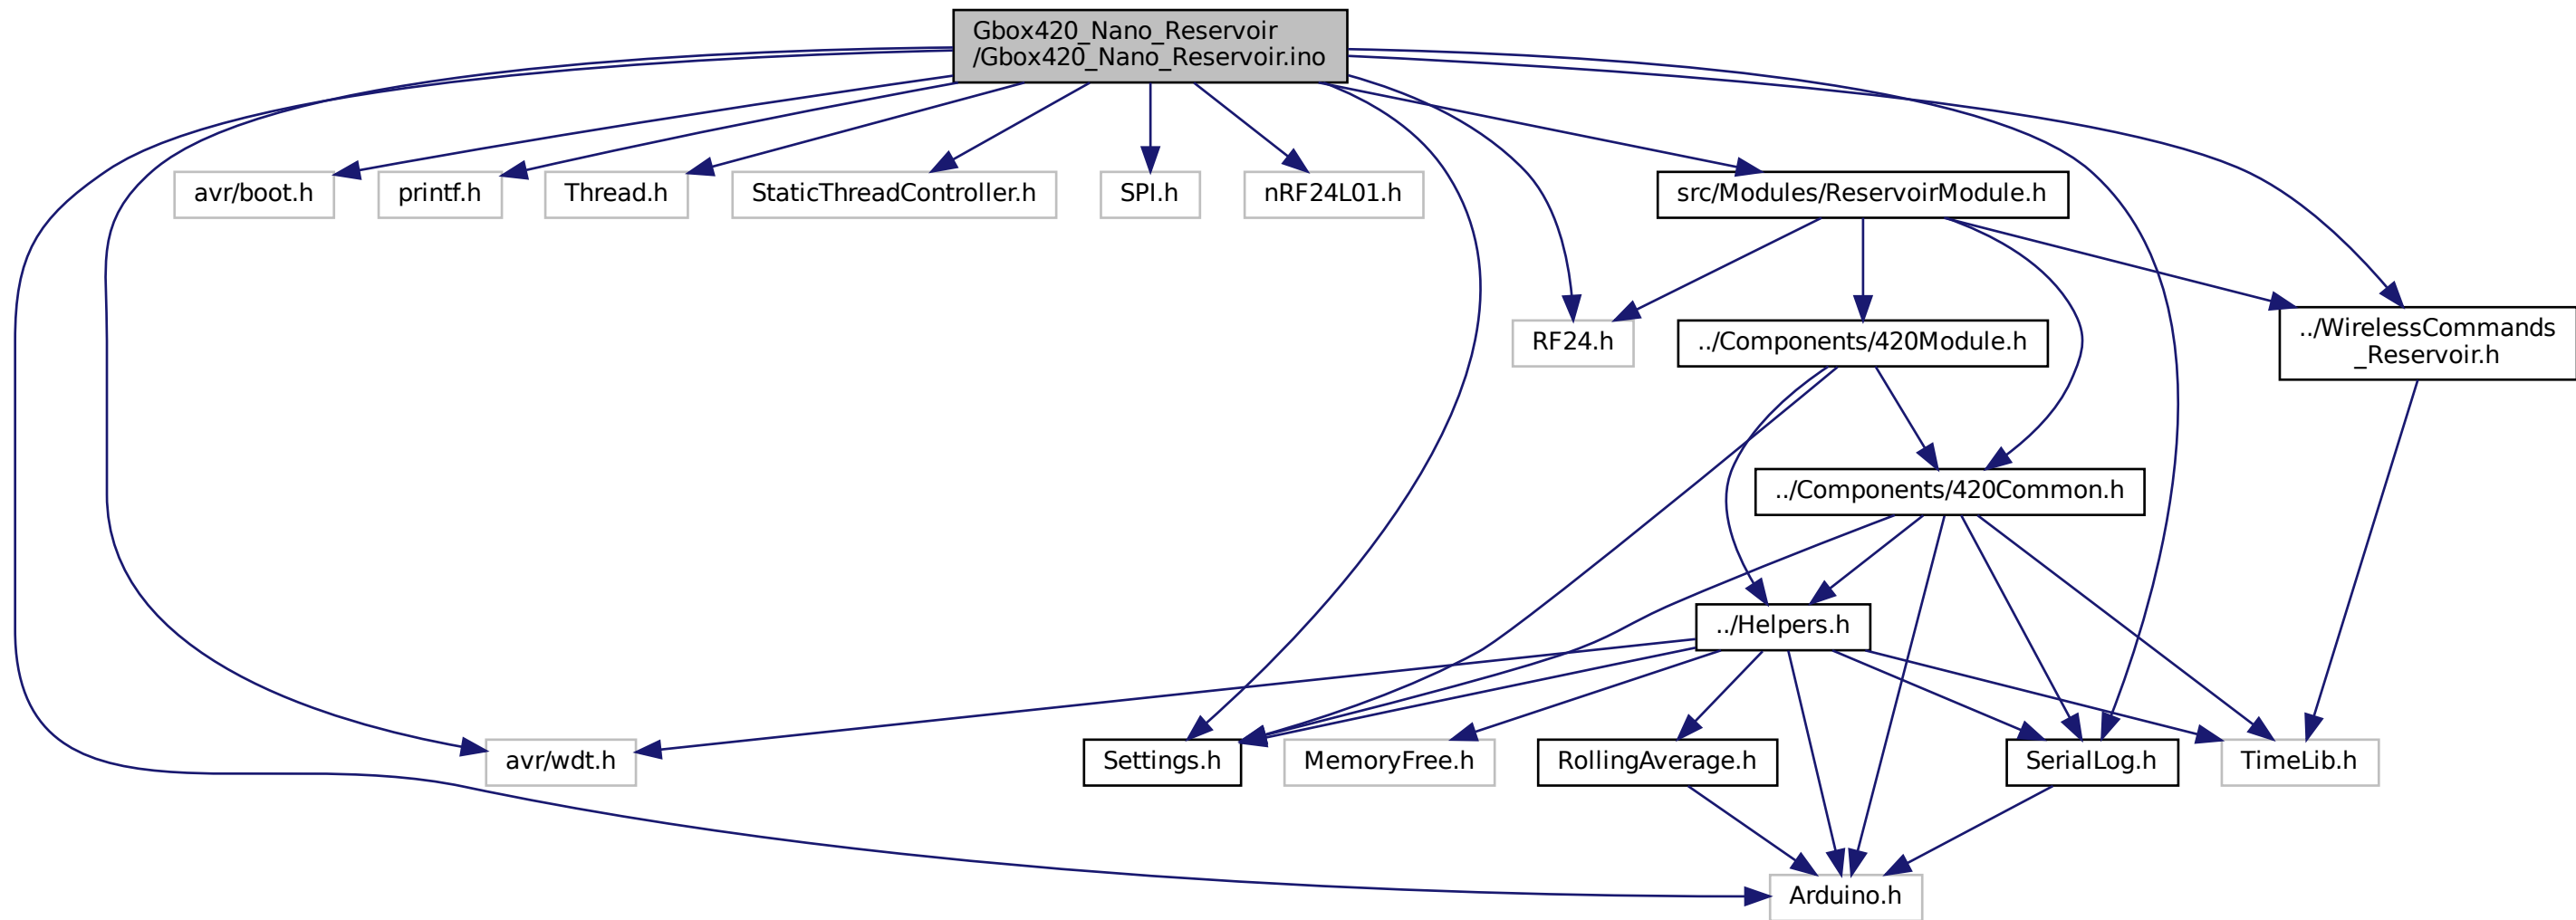 Gbox420_Nano_Reservoir
/Gbox420_Nano_Reservoir.ino
avr/boot.h
printf.h
Thread.h
StaticThreadController.h
SPI.h
nRF24L01.h
src/Modules/ReservoirModule.h
RF24.h
../Components/420Module.h
../WirelessCommands
_Reservoir.h
../Components/420Common.h
../Helpers.h
avr/wdt.h
Settings.h
MemoryFree.h
RollingAverage.h
SerialLog.h
TimeLib.h
Arduino.h